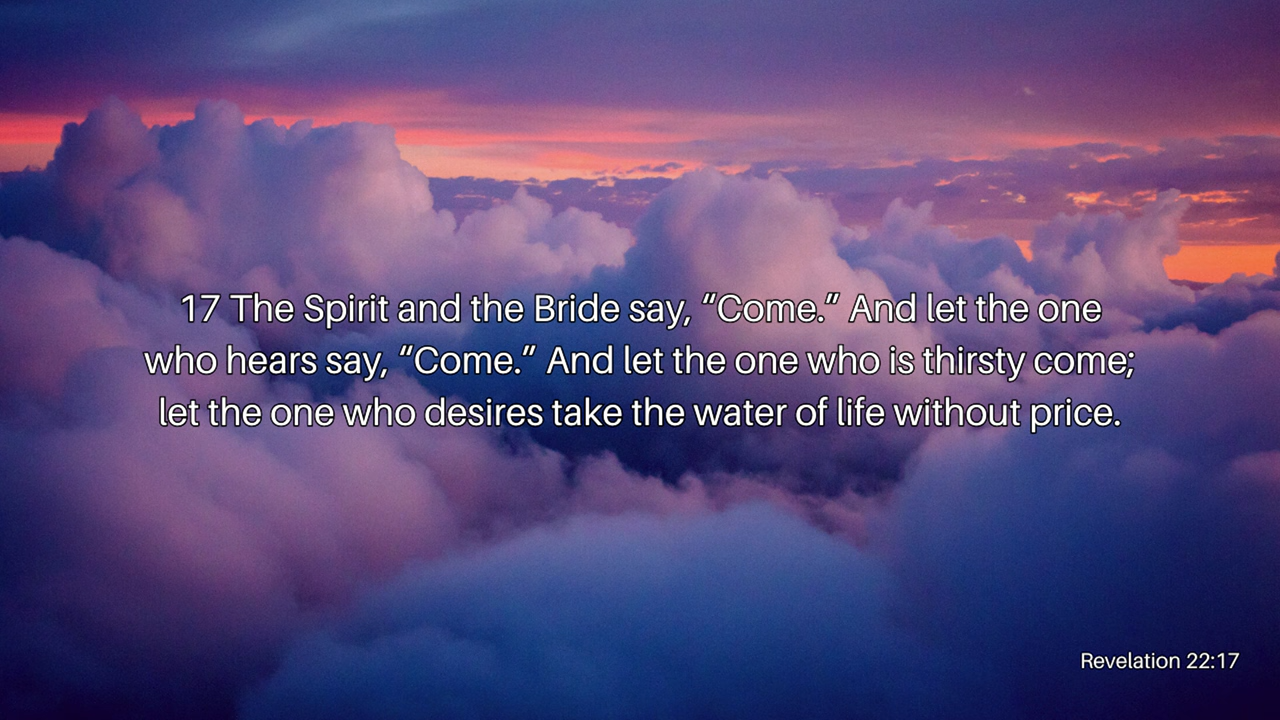 17 The Spirit and the Bride say, “Come.” And let the one
who hears say, “Come.” And let the one who is thirsty come;
let the one who desires take the water of life without price.
Revelation 22:17